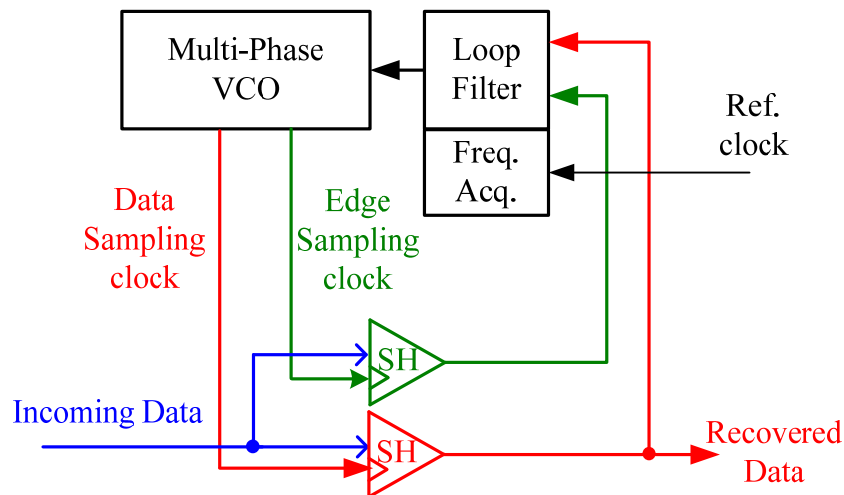 Multi-Phase
VCO
Loop
Filter
Freq.
Acq.
Ref.
clock
Data
Sampling
clock
Edge
Sampling
clock
SH
Incoming Data
SH
Recovered
Data